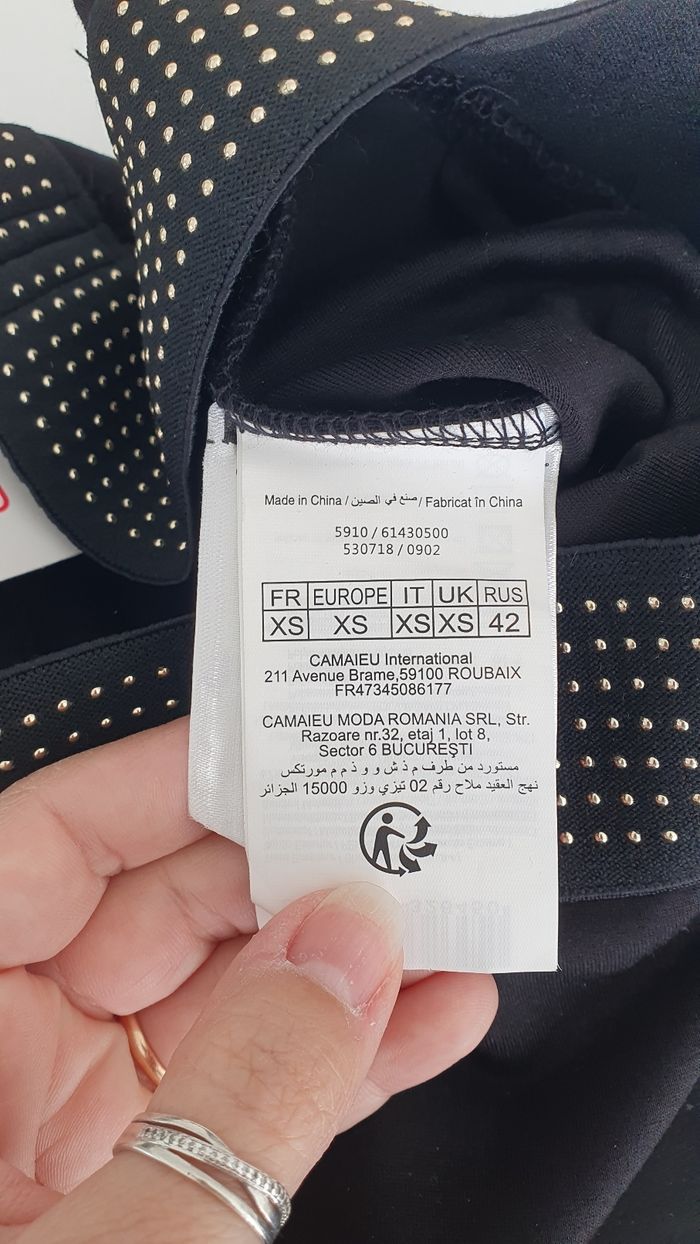 Made in China / صنع في الصين / Fabricat în China
5910 / 61430500
530718 / 0902
FR EUROPE IT UK RUS
XS XS XS XS 42
CAMAIEU International
211 Avenue Brame,59100 ROUBAIX
FR47345086177
CAMAIEU MODA ROMANIA SRL, Str.
Razoare nr.32, etaj 1, lot 8,
Sector 6 BUCUREŞTI
مستورد من طرف م ذ ش و و ذ م م مورتكس
نهج العقيد ملاح رقم 02 تيزي وزو 15000 الجزائر